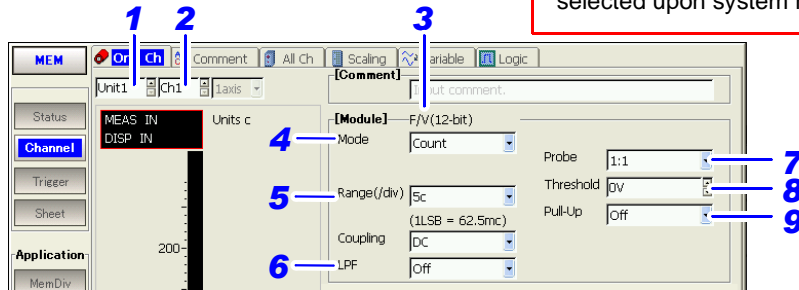 selected upon system
1 2 3
MEM
One Ch Comment All Ch Scaling Variable Logic
Unit1 Ch1 1axis
[Comment]
Input comment.
Status
Channel
Trigger
Sheet
Application
MemDiv
MEAS IN
DISP IN
Units c
200
[Module] F/V(12-bit)
4 Mode Count
5 Range(/div) 5c
(1LSB = 62.5mc)
Coupling DC
6 LPF Off
Probe 1:1 7
Threshold 0V 8
Pull-Up Off 9